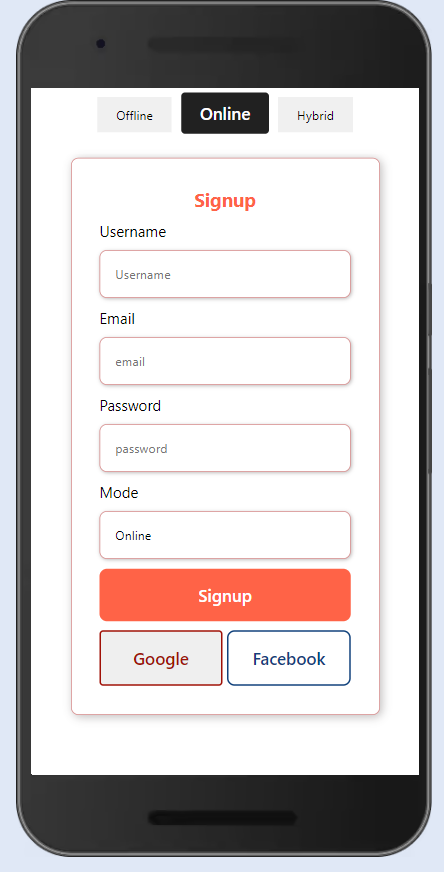 Offline Online Hybrid
Signup
Username
Username
Email
email
Password
password
Mode
Online
Signup
Google Facebook